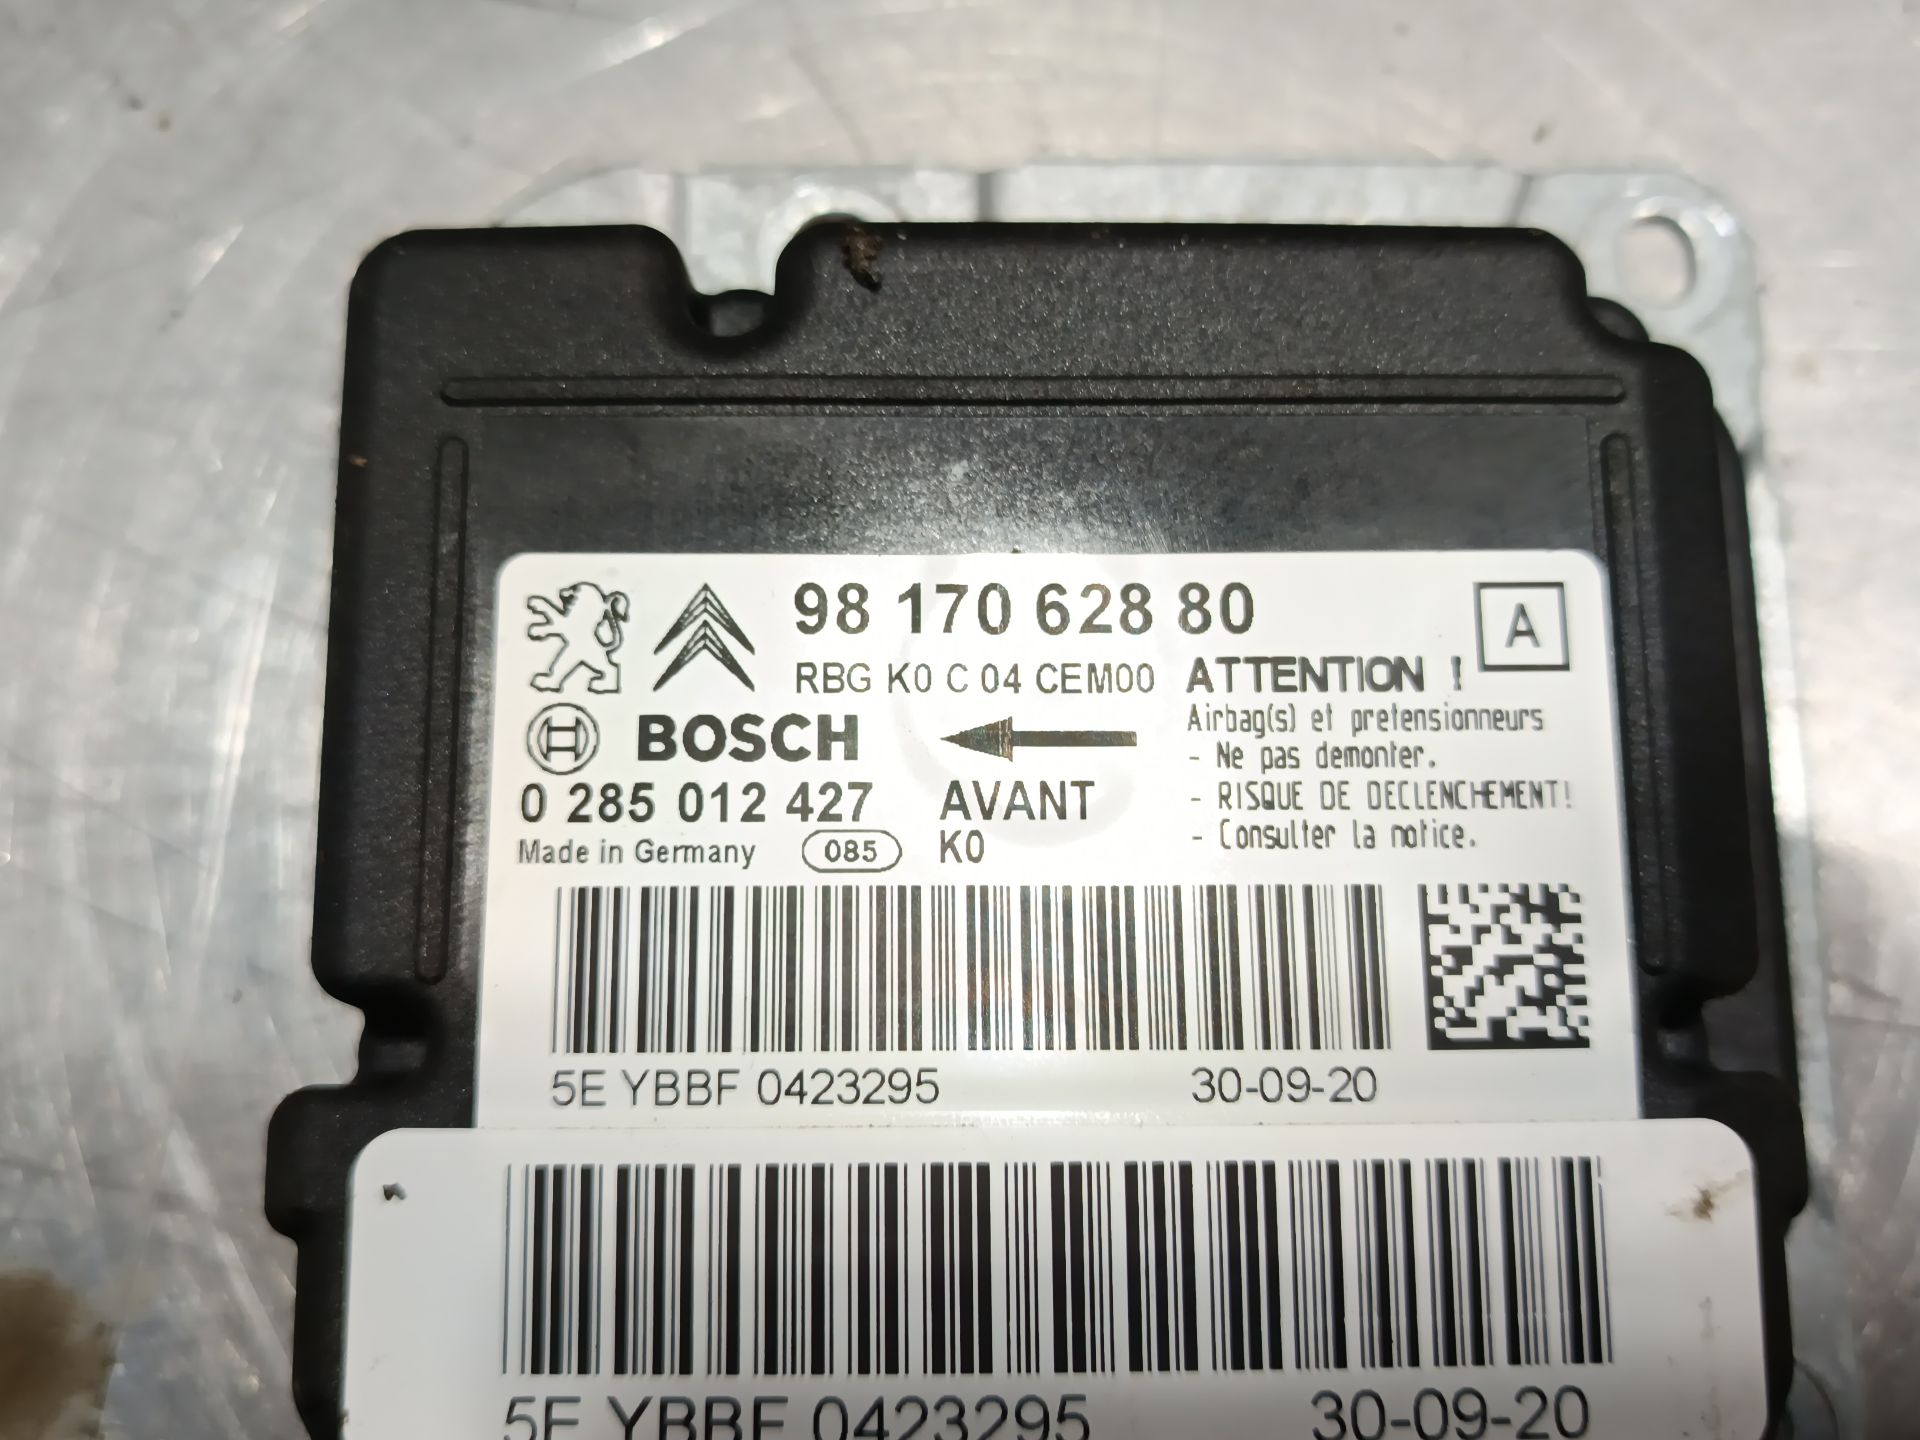 98 170 628 80
A
RBG K0 C 04 CEM00
ATTENTION !
Airbag(s) et pretensionneurs
- Ne pas demonter.
- RISQUE DE DECLENCHEMENT!
- Consulter la notice.
BOSCH
0 285 012 427
AVANT
Made in Germany
085
K0
5E YBBF 0423295
30-09-20
5E YBBF 0423295
30-09-20